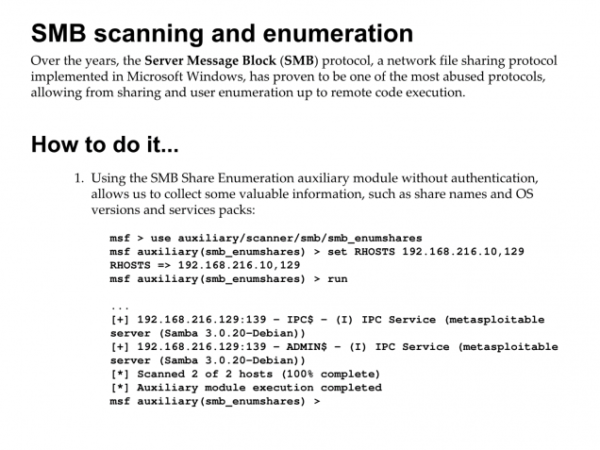 SMB scanning and enumeration
Over the years, the Server Message Block (SMB) protocol, a network file sharing protocol
implemented in Microsoft Windows, has proven to be one of the most abused protocols,
allowing from sharing and user enumeration up to remote code execution.
How to do it...
1. Using the SMB Share Enumeration auxiliary module without authentication,
allows us to collect some valuable information, such as share names and OS
versions and services packs:
msf > use auxiliary/scanner/smb/smb_enumshares
msf auxiliary(smb_enumshares) > set RHOSTS 192.168.216.10,129
RHOSTS => 192.168.216.10,129
msf auxiliary(smb_enumshares) > run
...
[+] 192.168.216.129:139 - IPC$ - (I) IPC Service (metasploitable
server (Samba 3.0.20-Debian))
[+] 192.168.216.129:139 - ADMIN$ - (I) IPC Service (metasploitable
server (Samba 3.0.20-Debian))
[*] Scanned 2 of 2 hosts (100% complete)
[*] Auxiliary module execution completed
msf auxiliary(smb_enumshares) >